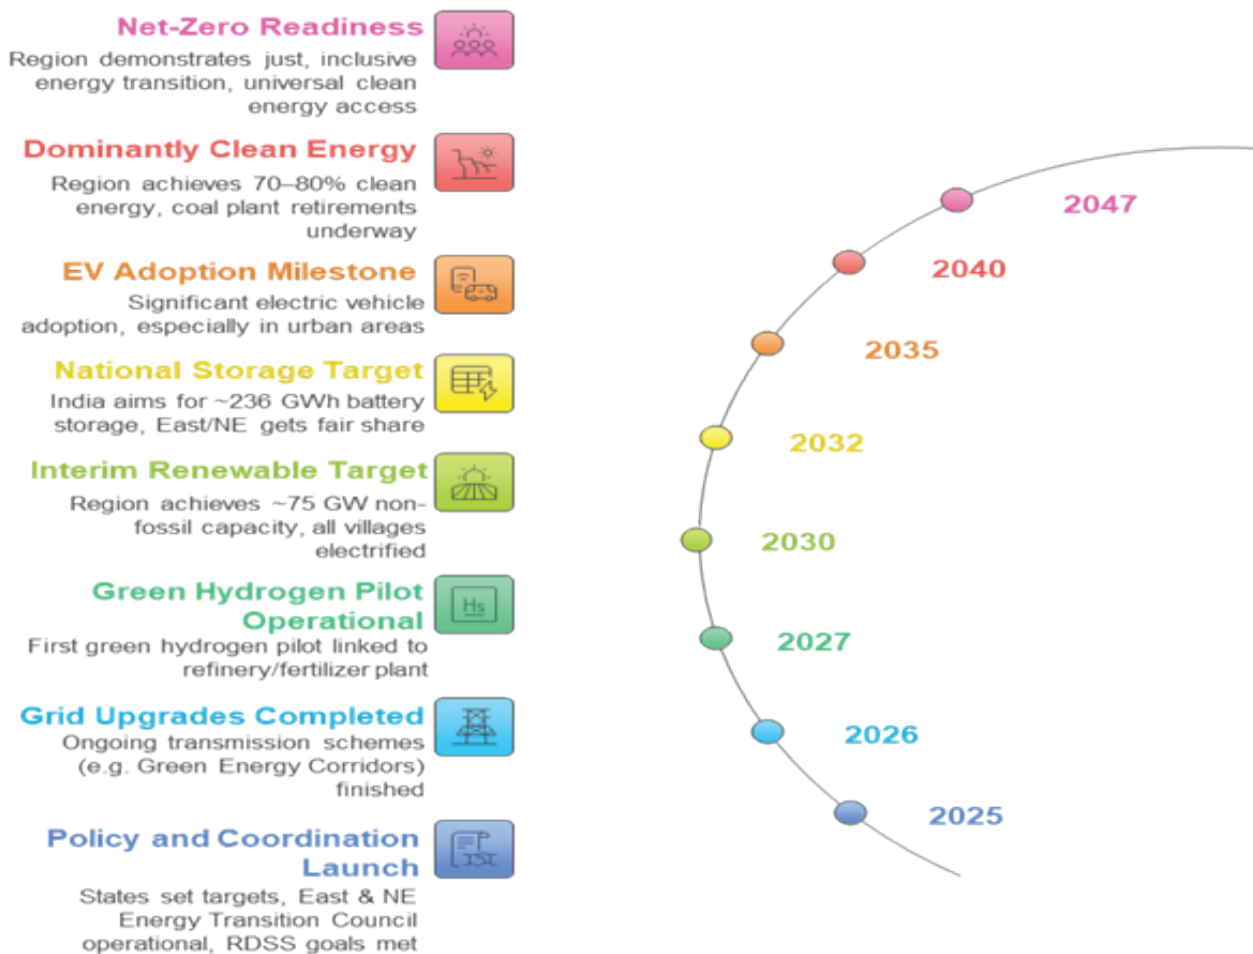 Net-Zero Readiness
Region demonstrates just, inclusive
energy transition, universal clean
energy access
Dominantly Clean Energy
Region achieves 70–80% clean
energy, coal plant retirements
underway
EV Adoption Milestone
Significant electric vehicle
adoption, especially in urban areas
National Storage Target
India aims for ~236 GWh battery
storage, East/NE gets fair share
Interim Renewable Target
Region achieves ~75 GW non-
fossil capacity, all villages
electrified
Green Hydrogen Pilot
Operational
First green hydrogen pilot linked to
refinery/fertilizer plant
Hs
Grid Upgrades Completed
Ongoing transmission schemes
(e.g. Green Energy Corridors)
finished
Policy and Coordination
Launch
States set targets, East & NE
Energy Transition Council
operational, RDSS goals met
2047
2040
2035
2032
2030
2027
2026
2025